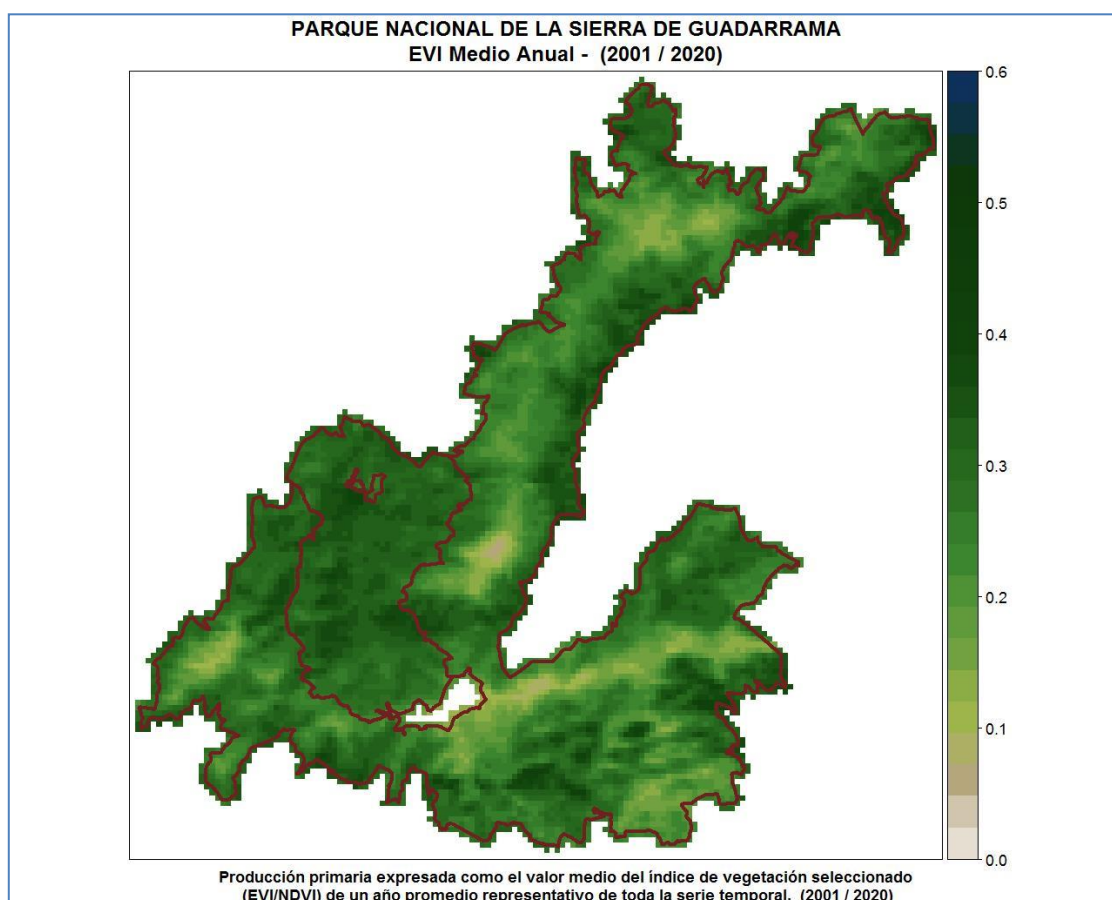 PARQUE NACIONAL DE LA SIERRA DE GUADARRAMA
EVI Medio Anual -  (2001 / 2020)
0.6
0.5
0.4
0.3
0.2
0.1
0.0
Producción primaria expresada como el valor medio del índice de vegetación seleccionado
(EVI/NDVI) de un año promedio representativo de toda la serie temporal.  (2001 / 2020)